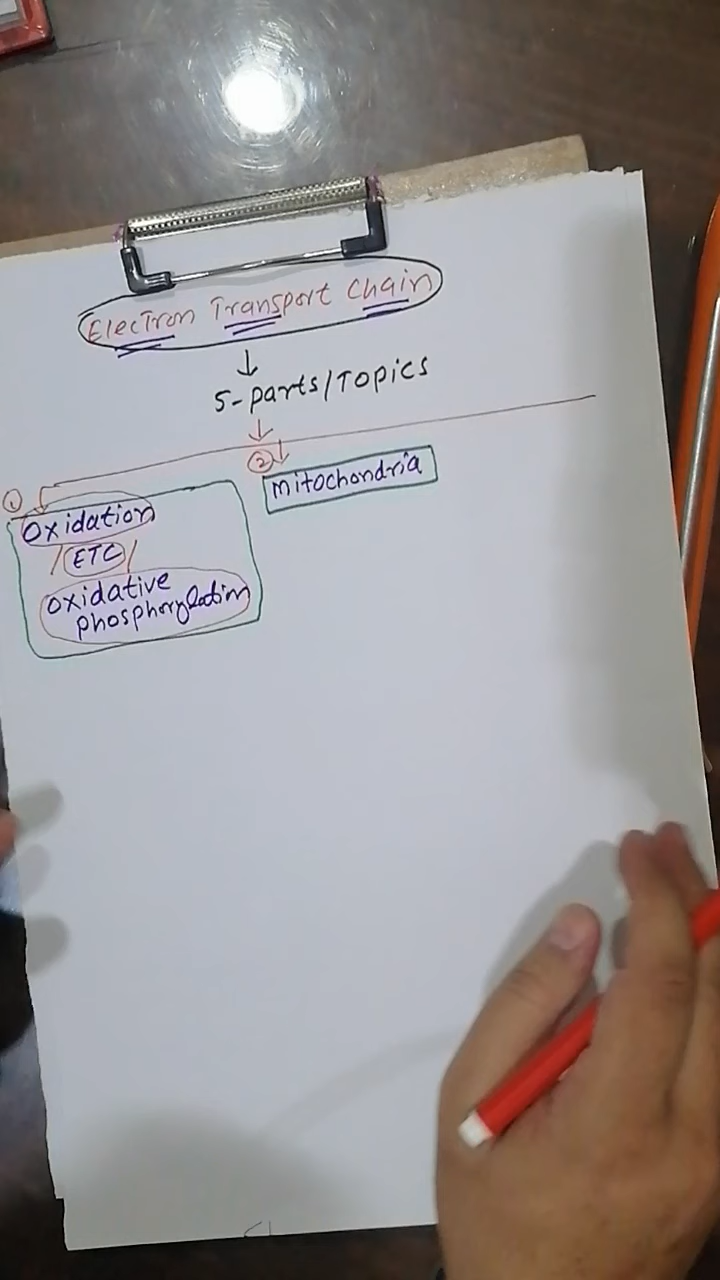 Electron Transport Chain
5-parts/Topics
①
②
Oxidation
/ETC/
oxidative
phosphorylation
mitochondria